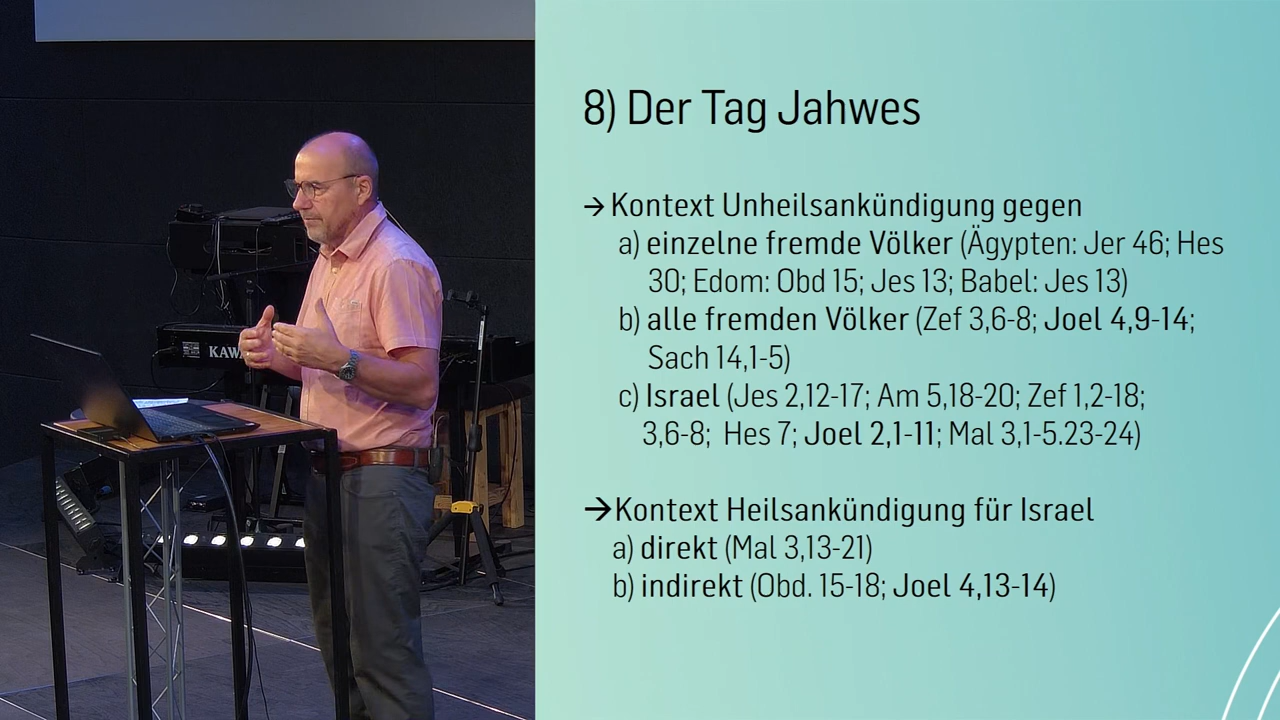 8) Der Tag Jahwes
→ Kontext Unheilsankündigung gegen
a) einzelne fremde Völker (Ägypten: Jer 46; Hes
30; Edom: Obd 15; Jes 13; Babel: Jes 13)
b) alle fremden Völker (Zef 3,6-8; Joel 4,9-14;
Sach 14,1-5)
c) Israel (Jes 2,12-17; Am 5,18-20; Zef 1,2-18;
3,6-8; Hes 7; Joel 2,1-11; Mal 3,1-5.23-24)
→Kontext Heilsankündigung für Israel
a) direkt (Mal 3,13-21)
b) indirekt (Obd. 15-18; Joel 4,13-14)
KAWA